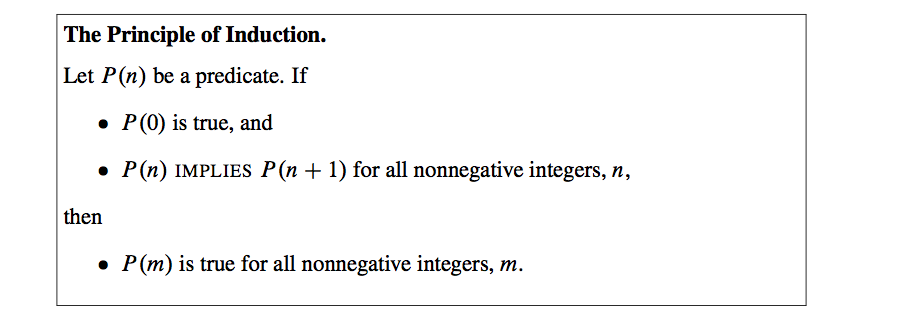 The Principle of Induction.
Let P(n) be a predicate. If
• P(0) is true, and
• P(n) IMPLIES P(n + 1) for all nonnegative integers, n,
then
• P(m) is true for all nonnegative integers, m.